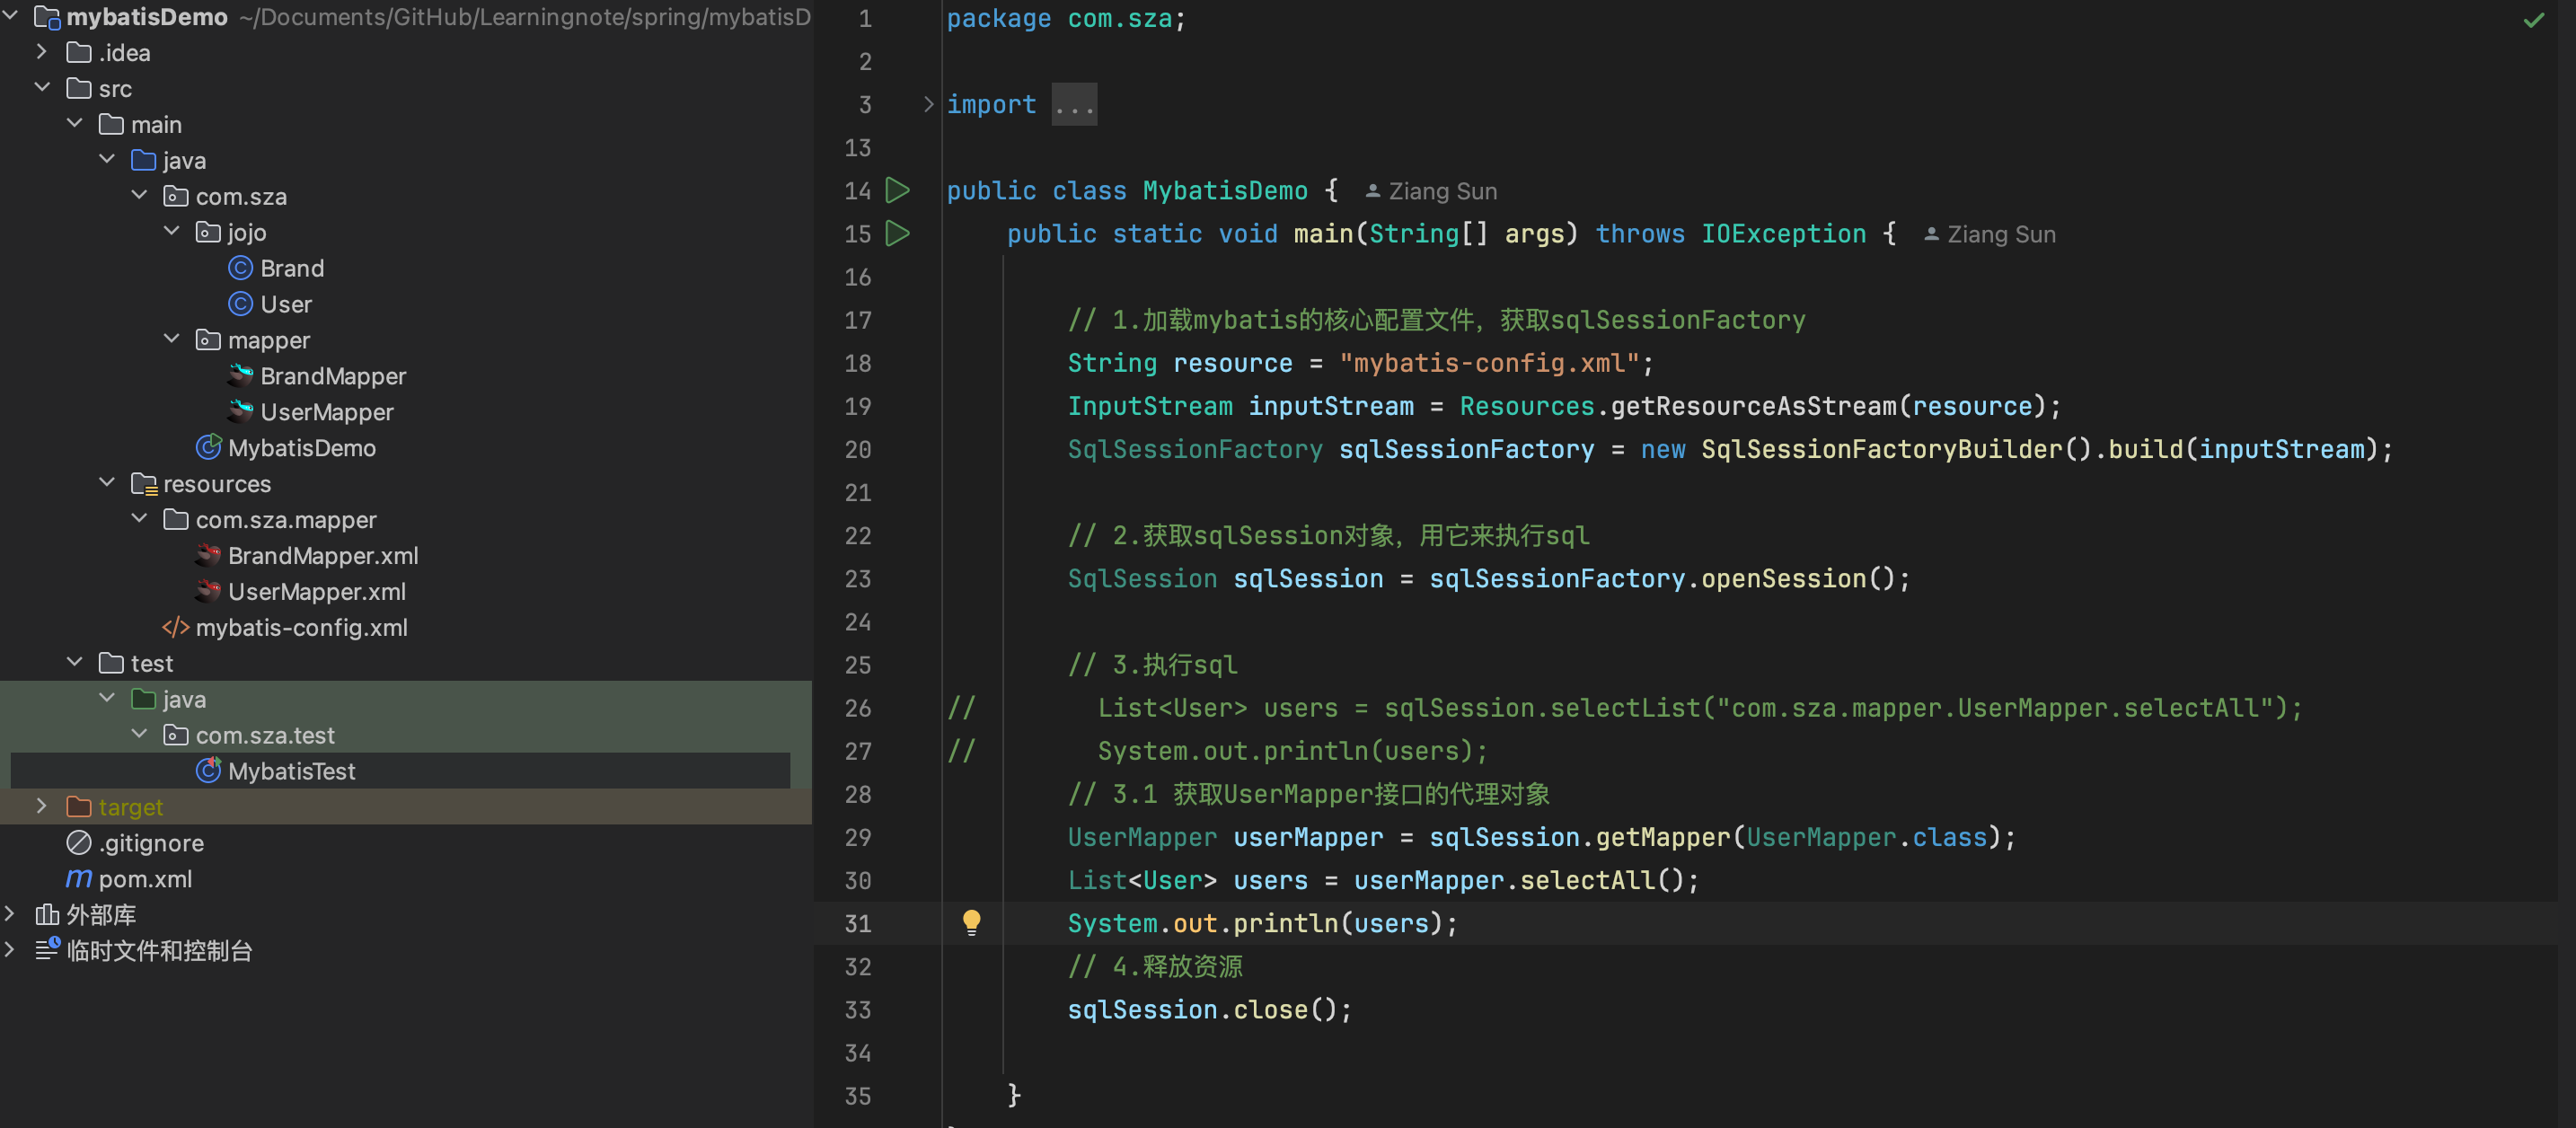 mybatisDemo ~/Documents/GitHub/Learningnote/spring/mybatisD
.idea
src
main
java
com.sza
jojo
Brand
User
mapper
BrandMapper
UserMapper
MybatisDemo
resources
com.sza.mapper
BrandMapper.xml
UserMapper.xml
mybatis-config.xml
test
java
com.sza.test
MybatisTest
target
.gitignore
pom.xml
外部库
临时文件和控制台
1 package com.sza;
2
3 import ...
13
14 public class MybatisDemo { Ziang Sun
15 public static void main(String[] args) throws IOException { Ziang Sun
16
17 // 1.加载mybatis的核心配置文件，获取sqlSessionFactory
18 String resource = "mybatis-config.xml";
19 InputStream inputStream = Resources.getResourceAsStream(resource);
20 SqlSessionFactory sqlSessionFactory = new SqlSessionFactoryBuilder().build(inputStream);
21
22 // 2.获取sqlSession对象，用它来执行sql
23 SqlSession sqlSession = sqlSessionFactory.openSession();
24
25 // 3.执行sql
26 // List<User> users = sqlSession.selectList("com.sza.mapper.UserMapper.selectAll");
27 // System.out.println(users);
28 // 3.1 获取UserMapper接口的代理对象
29 UserMapper userMapper = sqlSession.getMapper(UserMapper.class);
30 List<User> users = userMapper.selectAll();
31 System.out.println(users);
32 // 4.释放资源
33 sqlSession.close();
34
35 }